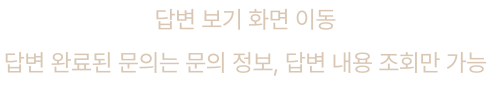 답변 보기 화면 이동
답변 완료된 문의는 문의 정보, 답변 내용 조회만 가능